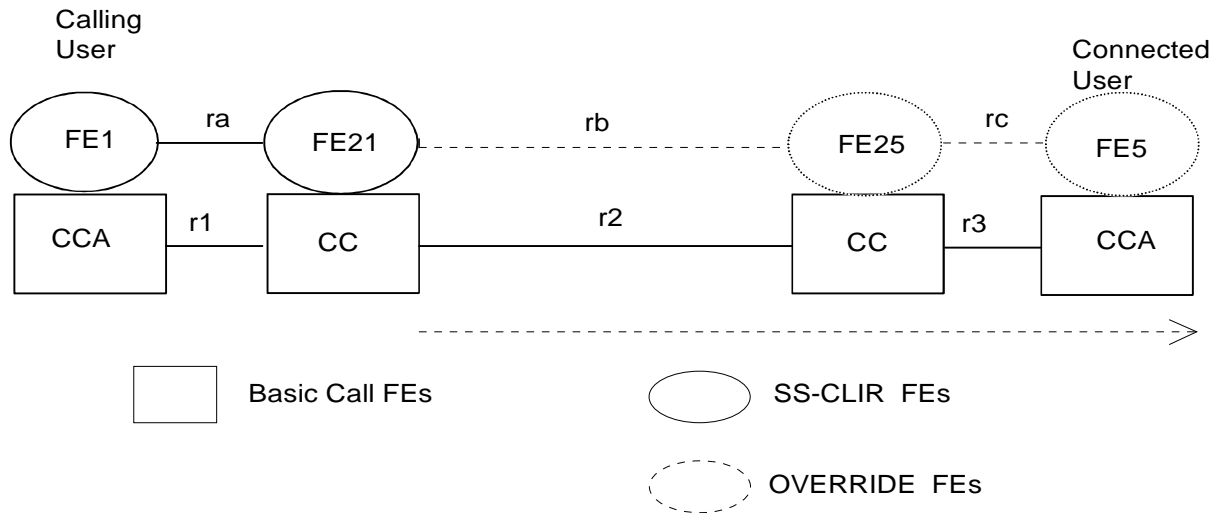 Calling
User
Connected
User
FE1
ra
FE21
rb
FE25
rc
FE5
CCA
r1
CC
r2
CC
r3
CCA
Basic Call FEs
SS-CLIR FEs
OVERRIDE FEs